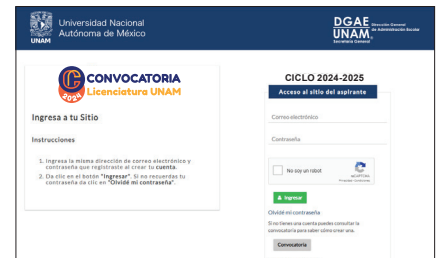 Universidad Nacional
Autónoma de México
UNAM
DGAE
UNAM
Dirección General
de Administración Escolar
Secretaría General
CONVOCATORIA
Licenciatura UNAM
2024
Ingresa a tu Sitio
Instrucciones
1. Ingresa la misma dirección de correo electrónico y
contraseña que registraste al crear tu cuenta.
2. Da clic en el botón "Ingresar". Si no recuerdas tu
contraseña da clic en "Olvidé mi contraseña".
CICLO 2024-2025
Acceso al sitio del aspirante
Correo electrónico
Contraseña
No soy un robot
reCAPTCHA
Ingresar
Olvidé mi contraseña
Si no tienes una cuenta puedes consultar la
convocatoria para saber cómo crear una.
Convocatoria